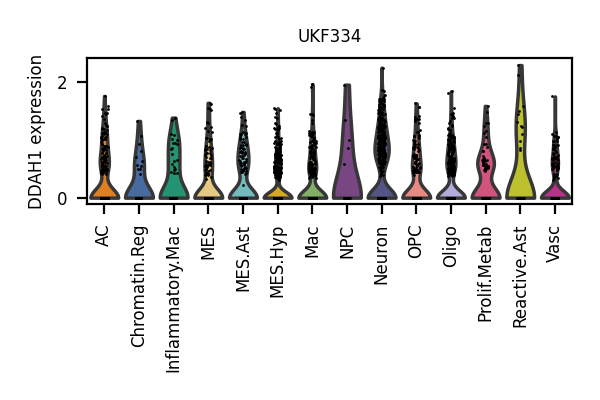 UKF334
DDAH1 expression
2
0
AC
Chromatin.Reg
Inflammatory.Mac
MES
MES.Ast
MES.Hyp
Mac
NPC
Neuron
OPC
Oligo
Prolif.Metab
Reactive.Ast
Vasc